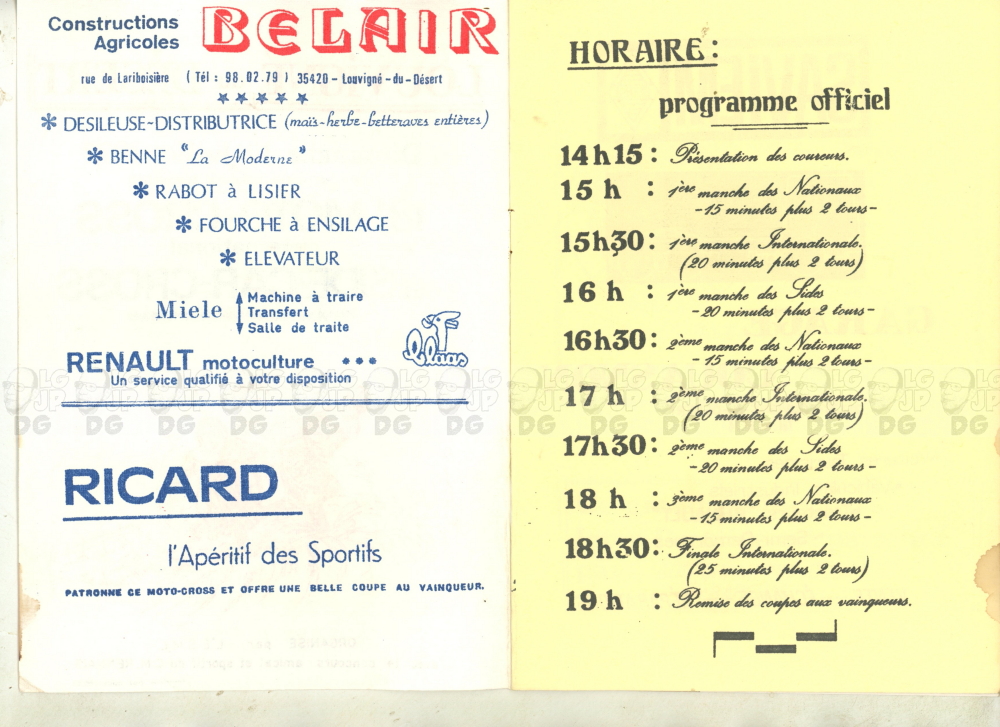 Constructions
Agricoles BELAIR
rue de Lariboisière ( Tél : 98.02.79 ) 35420 - Louvigné - du - Désert
* DESILEUSE-DISTRIBUTRICE (maïs-herbe-betteraves entières)
* BENNE "La Moderne"
* RABOT à LISIER
* FOURCHE à ENSILAGE
* ELEVATEUR
Miele Machine à traire
Transfert
Salle de traite
RENAULT motoculture
Un service qualifié à votre disposition
RICARD
l'Apéritif des Sportifs
PATRONNE CE MOTO-CROSS ET OFFRE UNE BELLE COUPE AU VAINQUEUR.
HORAIRE :
programme officiel
14h15 : Présentation des coureurs.
15 h : 1ère manche des Nationaux
-15 minutes plus 2 tours-
15h30 : 1ère manche Internationale.
(20 minutes plus 2 tours)
16 h : 1ère manche des Sides
-20 minutes plus 2 tours-
16h30 : 2ème manche des Nationaux
-15 minutes plus 2 tours-
17 h : 2ème manche Internationale.
(20 minutes plus 2 tours)
17h30 : 2ème manche des Sides
-20 minutes plus 2 tours-
18 h : 3ème manche des Nationaux
-15 minutes plus 2 tours-
18h30 : Finale Internationale.
(25 minutes plus 2 tours)
19 h : Remise des coupes aux vainqueurs.